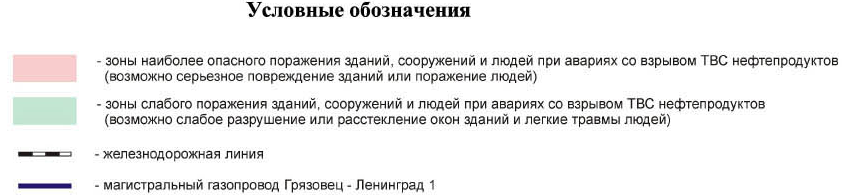 Условные обозначения
- зоны наиболее опасного поражения зданий, сооружений и людей при авариях со взрывом ТВС нефтепродуктов
(возможно серьезное повреждение зданий или поражение людей)
- зоны слабого поражения зданий, сооружений и людей при авариях со взрывом ТВС нефтепродуктов
(возможно слабое разрушение или расстекление окон зданий и легкие травмы людей)
- железнодорожная линия
- магистральный газопровод Грязовец - Ленинград 1